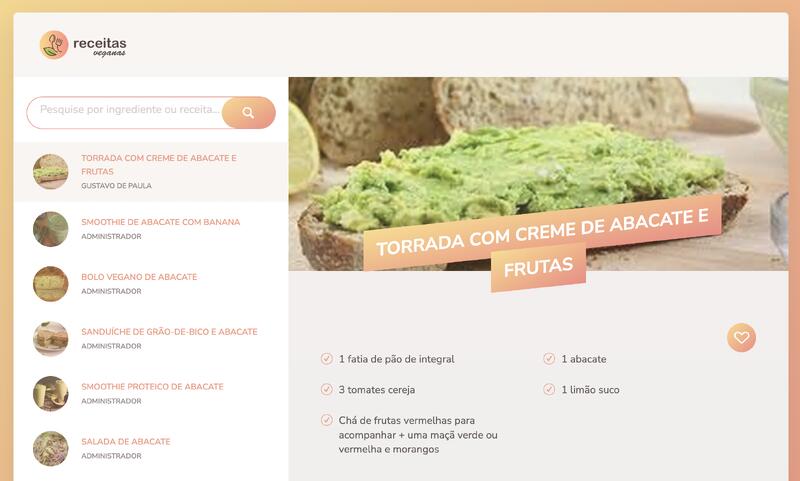 receitas
veganas
Pesquise por ingrediente ou receita...
TORRADA COM CREME DE ABACATE E
FRUTAS
GUSTAVO DE PAULA
SMOOTHIE DE ABACATE COM BANANA
ADMINISTRADOR
BOLO VEGANO DE ABACATE
ADMINISTRADOR
SANDUÍCHE DE GRÃO-DE-BICO E ABACATE
ADMINISTRADOR
SMOOTHIE PROTEICO DE ABACATE
ADMINISTRADOR
SALADA DE ABACATE
ADMINISTRADOR
TORRADA COM CREME DE ABACATE E
FRUTAS
1 fatia de pão de integral
1 abacate
3 tomates cereja
1 limão suco
Chá de frutas vermelhas para
acompanhar + uma maçã verde ou
vermelha e morangos